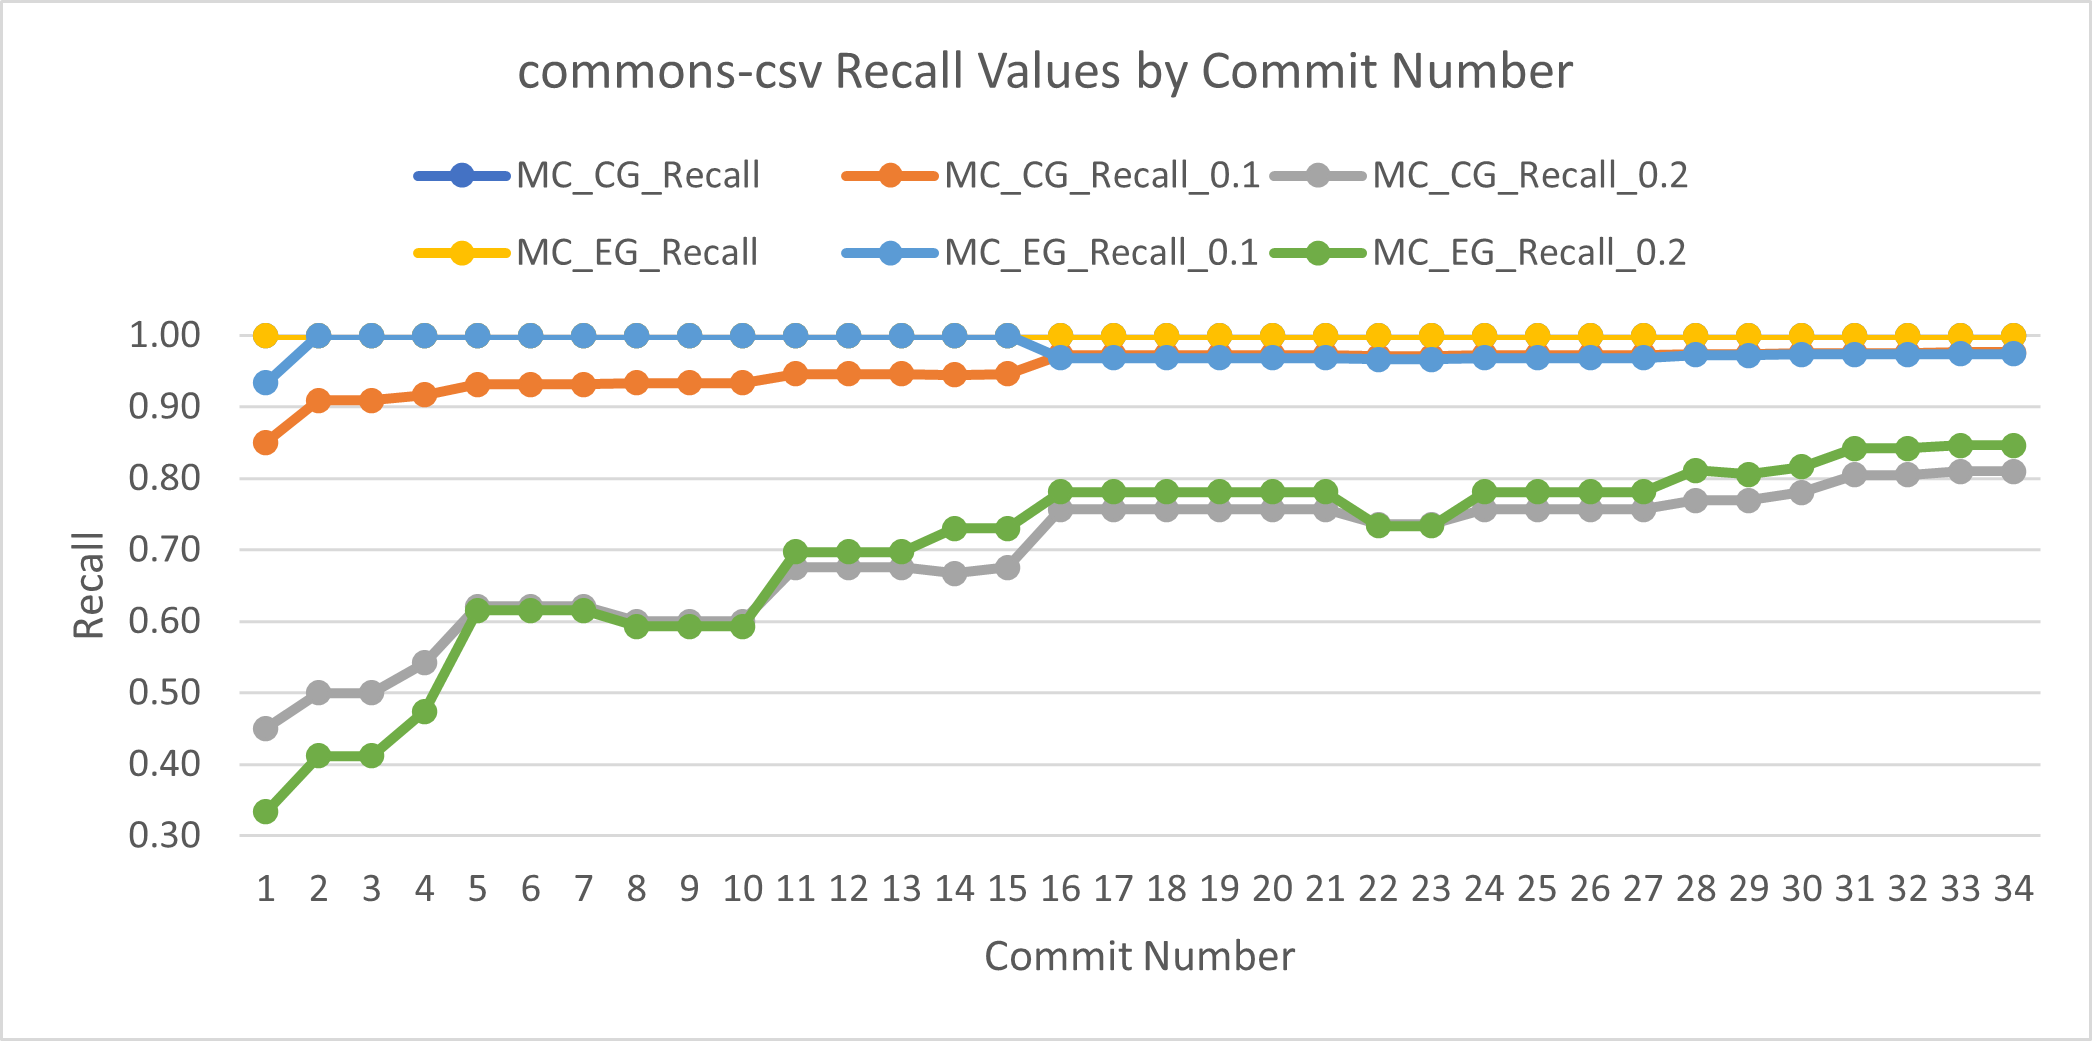 commons-csv Recall Values by Commit Number
MC_CG_Recall MC_CG_Recall_0.1 MC_CG_Recall_0.2
MC_EG_Recall MC_EG_Recall_0.1 MC_EG_Recall_0.2
1.00
0.90
0.80
0.70
0.60
0.50
0.40
0.30
Recall
1 2 3 4 5 6 7 8 9 10 11 12 13 14 15 16 17 18 19 20 21 22 23 24 25 26 27 28 29 30 31 32 33 34
Commit Number